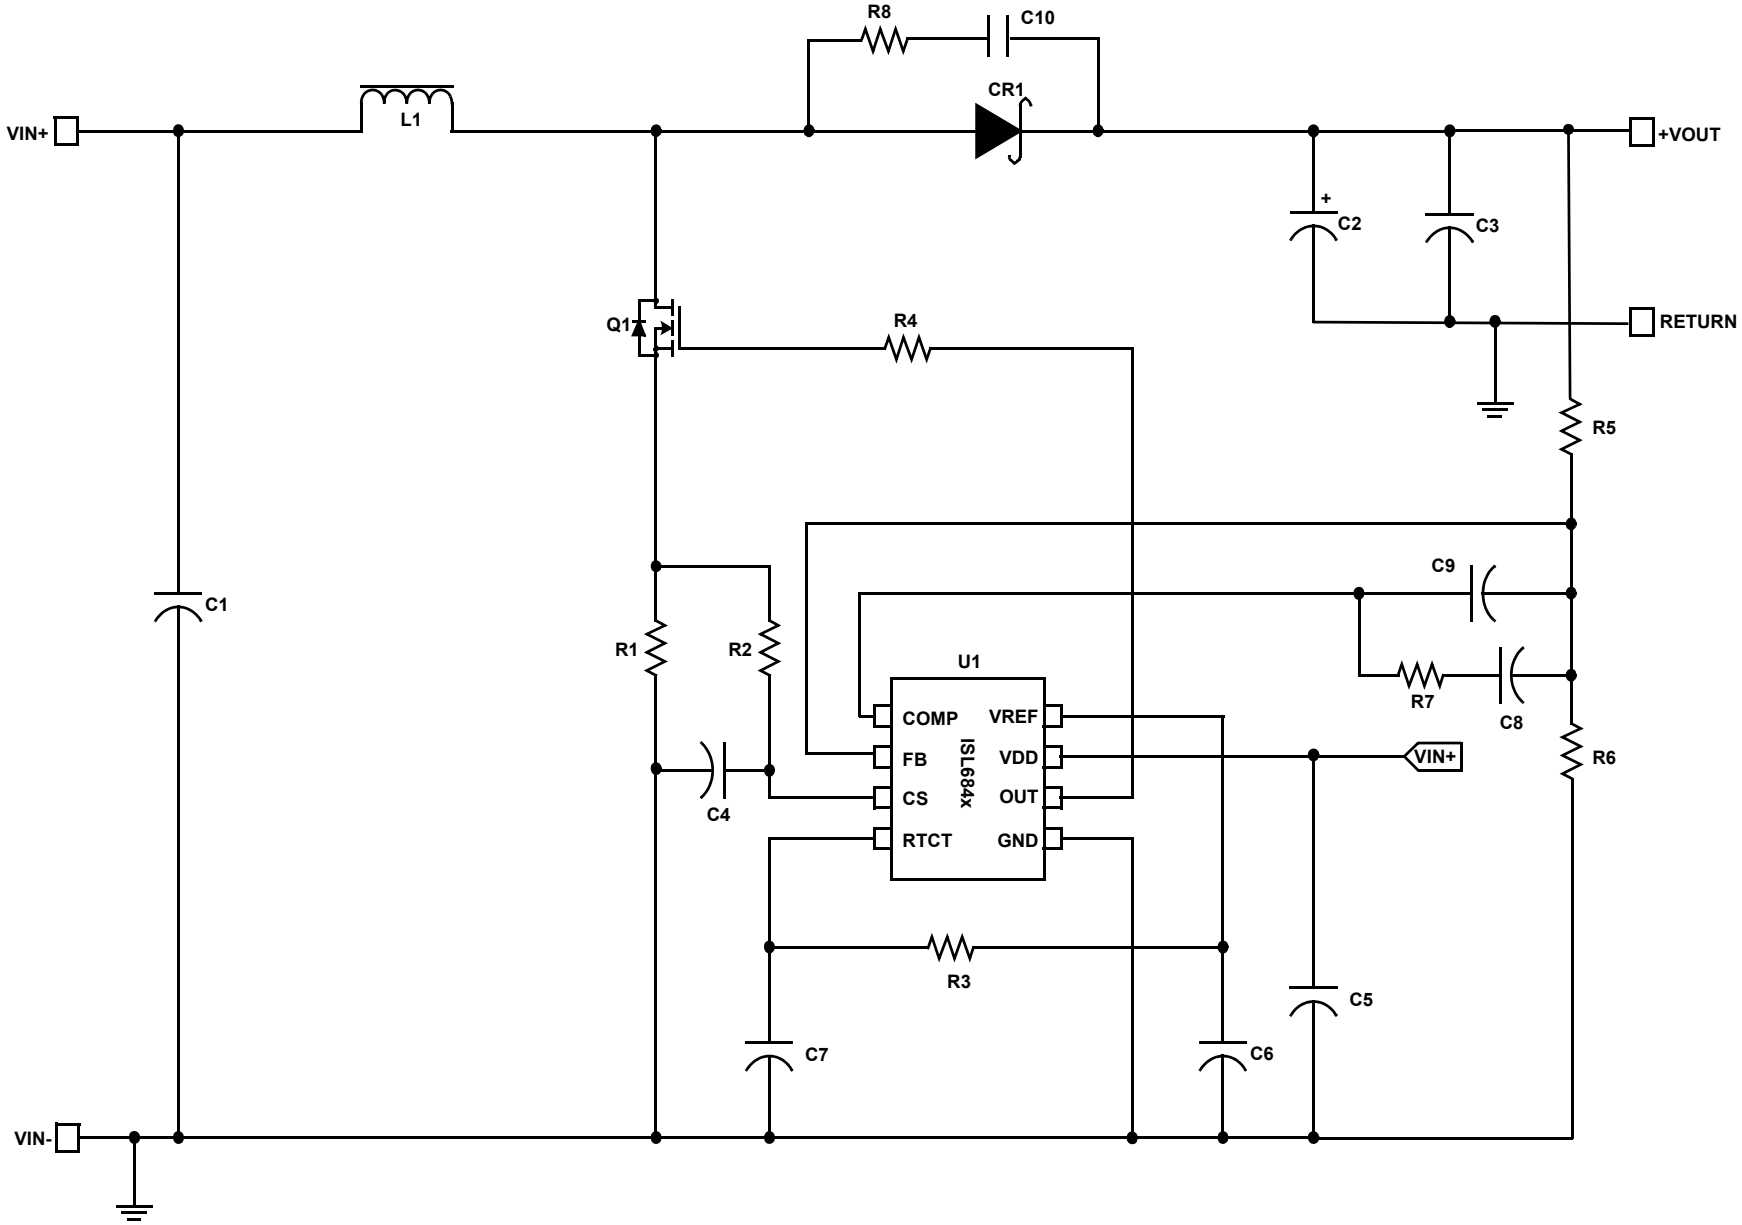 R8
C10
CR1
VIN+
L1
+VOUT
+
C2
C3
Q1
R4
RETURN
R5
C9
C1
R1
R2
U1
R7
C8
COMP
VREF
FB
VDD
VIN+
R6
ISL684x
CS
OUT
C4
RTCT
GND
R3
C5
C7
C6
VIN-